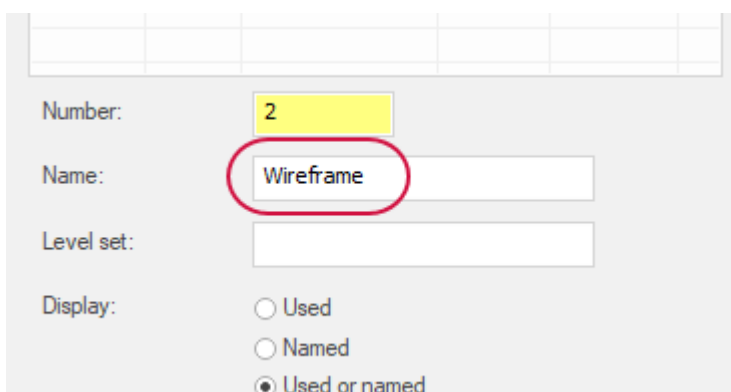 Number: 2
Name: Wireframe
Level set:
Display: Used
Named
Used or named